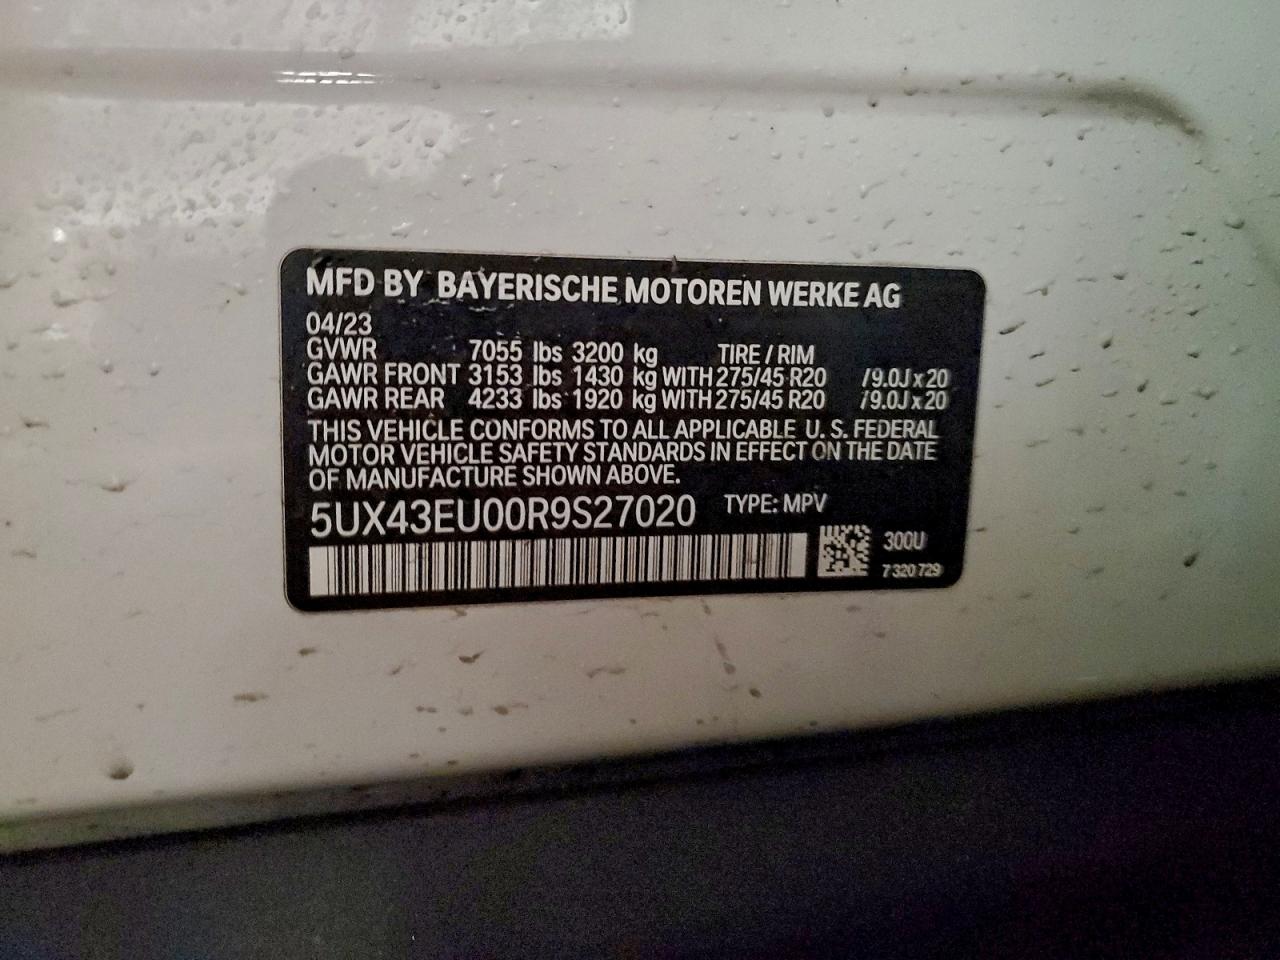 MFD BY BAYERISCHE MOTOREN WERKE AG
04/23
GVWR 7055 lbs 3200 kg TIRE / RIM
GAWR FRONT 3153 lbs 1430 kg WITH 275/45 R20 /9.0J x 20
GAWR REAR 4233 lbs 1920 kg WITH 275/45 R20 /9.0J x 20
THIS VEHICLE CONFORMS TO ALL APPLICABLE U. S. FEDERAL
MOTOR VEHICLE SAFETY STANDARDS IN EFFECT ON THE DATE
OF MANUFACTURE SHOWN ABOVE.
5UX43EU00R9S27020 TYPE: MPV
300U
7 320 729